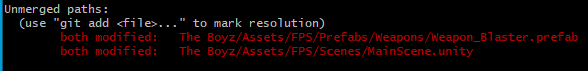 Unmerged paths:
  (use "git add <file>..." to mark resolution)
        both modified:   The Boyz/Assets/FPS/Prefabs/Weapons/Weapon_Blaster.prefab
        both modified:   The Boyz/Assets/FPS/Scenes/MainScene.unity